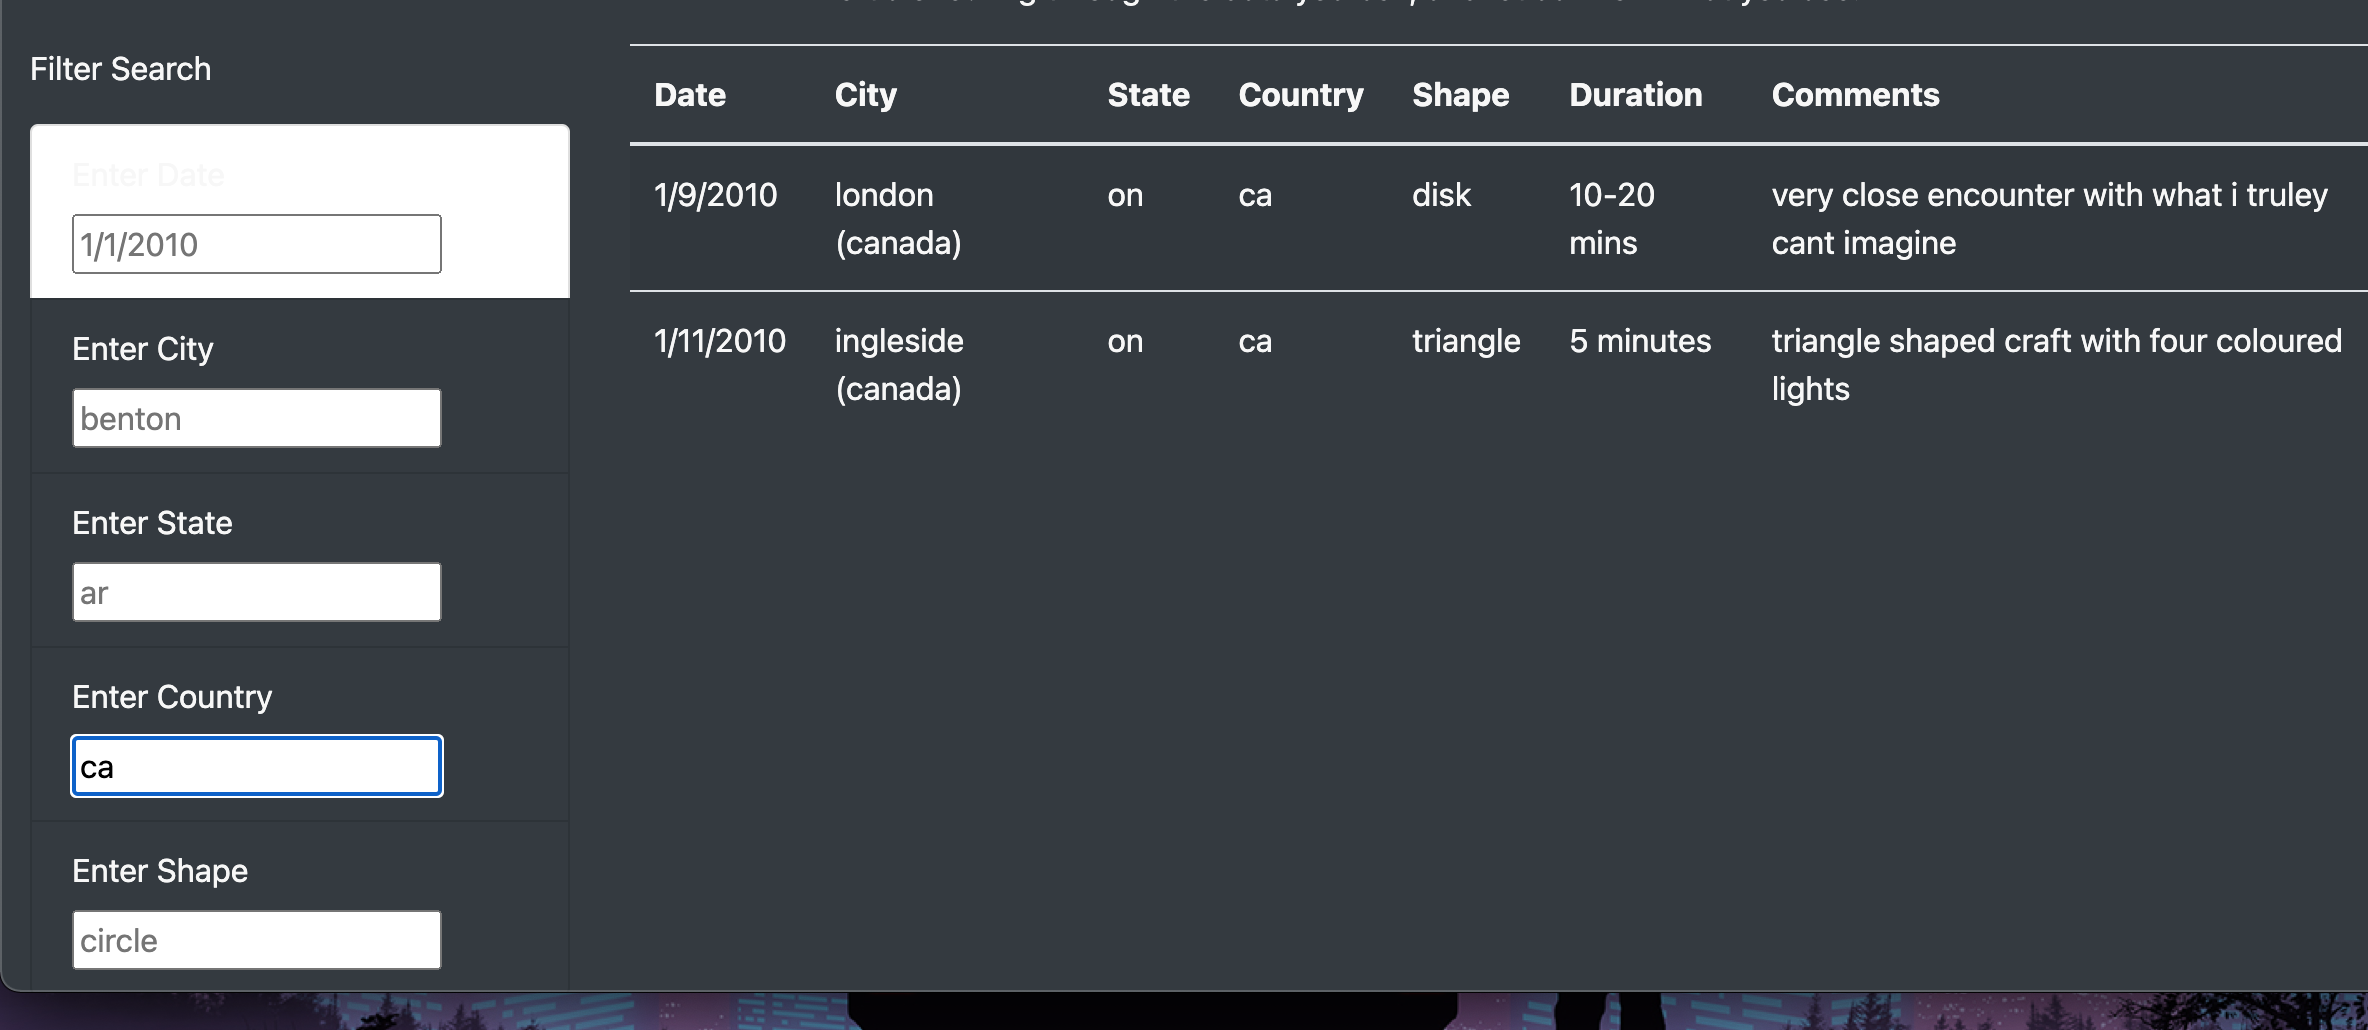 Filter Search
Enter Date
1/1/2010
Enter City
benton
Enter State
ar
Enter Country
ca
Enter Shape
circle
Date City State Country Shape Duration Comments
1/9/2010 london on ca disk 10-20 very close encounter with what i truley
(canada) mins cant imagine
1/11/2010 ingleside on ca triangle 5 minutes triangle shaped craft with four coloured
(canada) lights